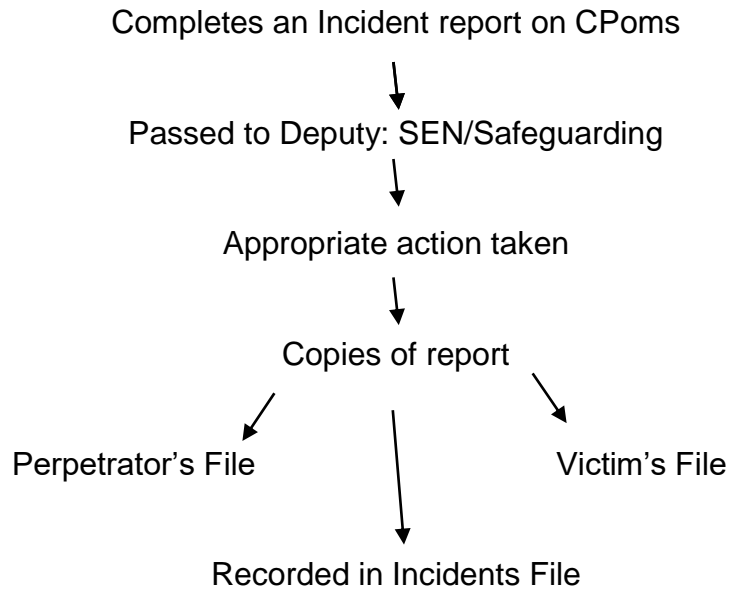 Completes an Incident report on CPoms
Passed to Deputy: SEN/Safeguarding
Appropriate action taken
Copies of report
Perpetrator’s File
Victim’s File
Recorded in Incidents File